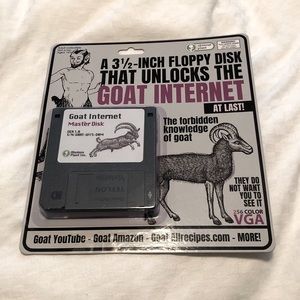 A 3½-INCH FLOPPY DISK
THAT UNLOCKS THE
GOAT INTERNET
AT LAST!
The forbidden
knowledge
of goat
Goat Internet
Master Disk
THEY DO
NOT WANT
YOU TO
SEE IT
256 COLOR
VGA
Goat YouTube - Goat Amazon - Goat Allrecipes.com - MORE!